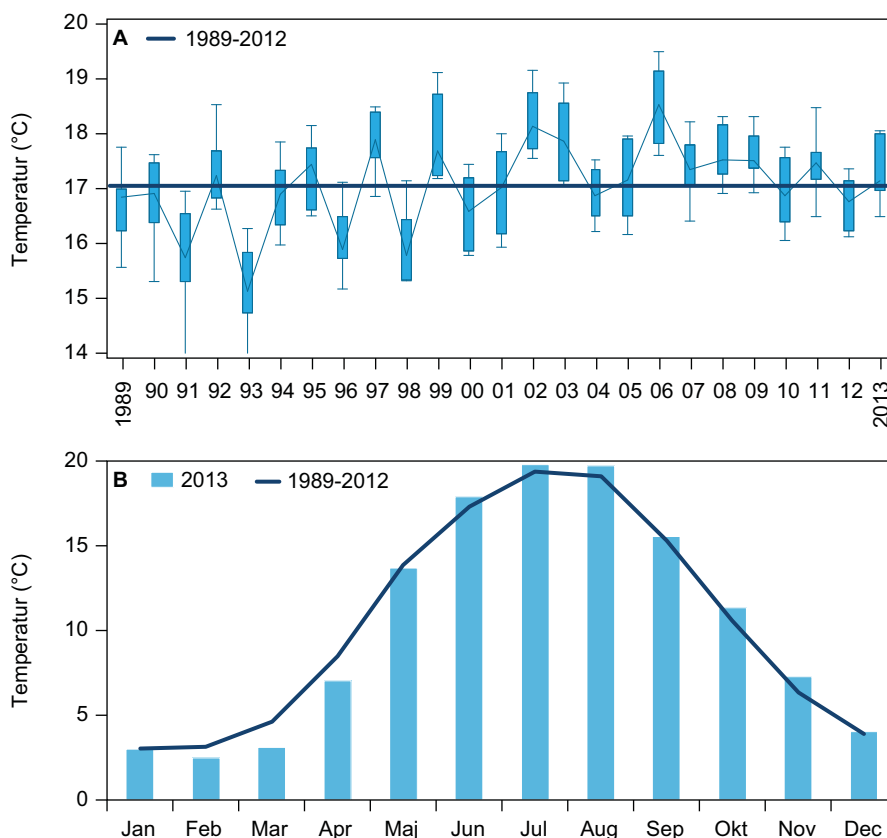 A 1989-2012
Temperatur (°C)
20
19
18
17
16
15
14
1989 90 91 92 93 94 95 96 97 98 99 00 01 02 03 04 05 06 07 08 09 10 11 12 2013
B 2013 1989-2012
Temperatur (°C)
20
15
10
5
0
Jan Feb Mar Apr Maj Jun Jul Aug Sep Okt Nov Dec